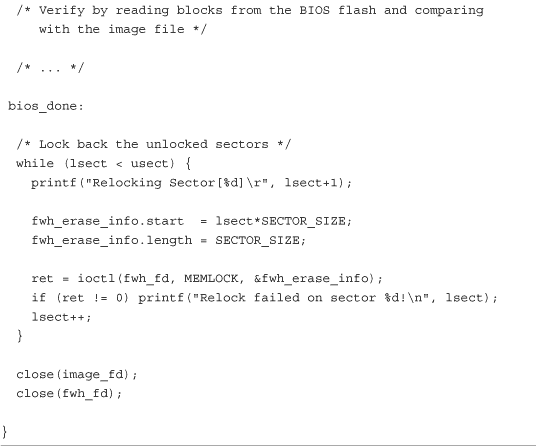 /* Verify by reading blocks from the BIOS flash and comparing
with the image file */
/* ... */
bios_done:
/* Lock back the unlocked sectors */
while (lsect < usect) {
printf("Relocking Sector[%d]\r", lsect+1);
fwh_erase_info.start  = lsect*SECTOR_SIZE;
fwh_erase_info.length = SECTOR_SIZE;
ret = ioctl(fwh_fd, MEMLOCK, &fwh_erase_info);
if (ret != 0) printf("Relock failed on sector %d!\n", lsect);
lsect++;
}
close(image_fd);
close(fwh_fd);
}